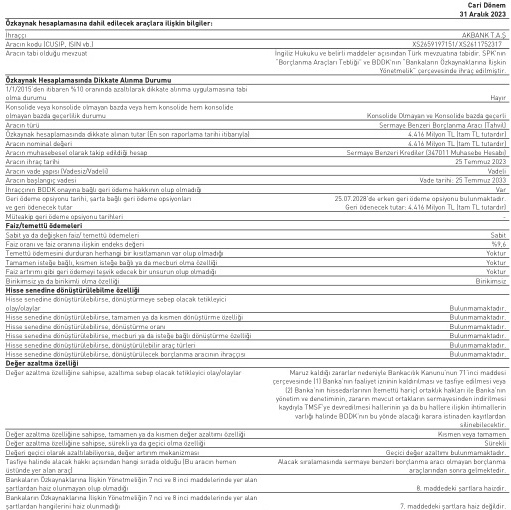 Cari Dönem
31 Aralık 2023
Özkaynak hesaplamasına dahil edilecek araçlara ilişkin bilgiler:
İhraççı AKBANK T.A.Ş
Aracın kodu (CUSIP, ISIN vb.) XS2659197151/ XS2611752317
Aracın tabi olduğu mevzuat İngiliz Hukuku ve belirli maddeler açısından Türk mevzuatına tabidir. SPK'nın
"Borçlanma Araçları Tebliği" ve BDDK'nın "Bankaların Özkaynaklarına İlişkin
Yönetmelik" çerçevesinde ihraç edilmiştir.
Özkaynak Hesaplamasında Dikkate Alınma Durumu
1/1/2015'den itibaren %10 oranında azaltılarak dikkate alınma uygulamasına tabi
olma durumu Hayır
Konsolide veya konsolide olmayan bazda veya hem konsolide hem konsolide
olmayan bazda geçerlilik durumu Konsolide Olmayan ve Konsolide bazda geçerli
Aracın türü Sermaye Benzeri Borçlanma Aracı (Tahvil)
Özkaynak hesaplamasında dikkate alınan tutar (En son raporlama tarihi itibarıyla) 4.416 Milyon TL (tam TL tutardır)
Aracın nominal değeri 4.416 Milyon TL (tam TL tutardır)
Aracın muhasebesel olarak takip edildiği hesap Sermaye Benzeri Krediler (347011 Muhasebe Hesabı)
Aracın ihraç tarihi 25 Temmuz 2023
Aracın vade yapısı (Vadesiz/Vadeli) Vadeli
Aracın başlangıç vadesi Vade tarihi: 25 Temmuz 2033
İhraççının BDDK onayına bağlı geri ödeme hakkının olup olmadığı Var
Geri ödeme opsiyonu tarihi, şarta bağlı geri ödeme opsiyonları 25.07.2028'de erken geri ödeme opsiyonu bulunmaktadır.
ve geri ödenecek tutar Geri ödenecek tutar: 4.416 Milyon TL (tam TL tutardır)
Müteakip geri ödeme opsiyonu tarihleri -
Faiz/temettü ödemeleri
Sabit ya da değişken faiz/ temettü ödemeleri Sabit
Faiz oranı ve faiz oranına ilişkin endeks değeri %9,6
Temettü ödemesini durduran herhangi bir kısıtlamanın var olup olmadığı Yoktur
Tamamen isteğe bağlı, kısmen isteğe bağlı ya da mecburi olma özelliği Yoktur
Faiz artırımı gibi geri ödemeyi teşvik edecek bir unsurun olup olmadığı Yoktur
Birikimsiz ya da birikimli olma özelliği Birikimsiz
Hisse senedine dönüştürülebilme özelliği
Hisse senedine dönüştürülebilirse, dönüştürmeye sebep olacak tetikleyici
olay/olaylar Bulunmamaktadır.
Hisse senedine dönüştürülebilirse, tamamen ya da kısmen dönüştürme özelliği Bulunmamaktadır.
Hisse senedine dönüştürülebilirse, dönüştürme oranı Bulunmamaktadır.
Hisse senedine dönüştürülebilirse, mecburi ya da isteğe bağlı dönüştürme özelliği Bulunmamaktadır.
Hisse senedine dönüştürülebilirse, dönüştürülebilir araç türleri Bulunmamaktadır.
Hisse senedine dönüştürülebilirse, dönüştürülecek borçlanma aracının ihraççısı Bulunmamaktadır.
Değer azaltma özelliği
Değer azaltma özelliğine sahipse, azaltıma sebep olacak tetikleyici olay/olaylar Maruz kaldığı zararlar nedeniyle Bankacılık Kanunu'nun 71'inci maddesi
çerçevesinde (1) Banka'nın faaliyet izninin kaldırılması ve tasfiye edilmesi veya
(2) Banka'nın hissedarlarının (temettü hariç) ortaklık hakları ile Banka'nın
yönetim ve denetiminin, zararın mevcut ortakların sermayesinden indirilmesi
kaydıyla TMSF'ye devredilmesi hallerinin ya da bu hallere ilişkin ihtimallerin
varlığı halinde BDDK'nın bu yönde alacağı karara istinaden kayıtlardan
silinebilecektir.
Değer azaltma özelliğine sahipse, tamamen ya da kısmen değer azaltımı özelliği Kısmen veya tamamen
Değer azaltma özelliğine sahipse, sürekli ya da geçici olma özelliği Sürekli
Değeri geçici olarak azaltılabiliyorsa, değer artırım mekanizması Geçici değer azaltımı bulunmamaktadır.
Tasfiye halinde alacak hakkı açısından hangi sırada olduğu (Bu aracın hemen Alacak sıralamasında sermaye benzeri borçlanma aracı olmayan borçlanma
üstünde yer alan araç) araçlarından sonra gelmektedir.
Bankaların Özkaynaklarına İlişkin Yönetmeliğin 7 nci ve 8 inci maddelerinde yer alan
şartlardan haiz olunmayan olup olmadığı 8. maddedeki şartlara haizdir.
Bankaların Özkaynaklarına İlişkin Yönetmeliğin 7 nci ve 8 inci maddelerinde yer alan
şartlardan hangilerini haiz olunmadığı 7. maddedeki şartlara haiz değildir.